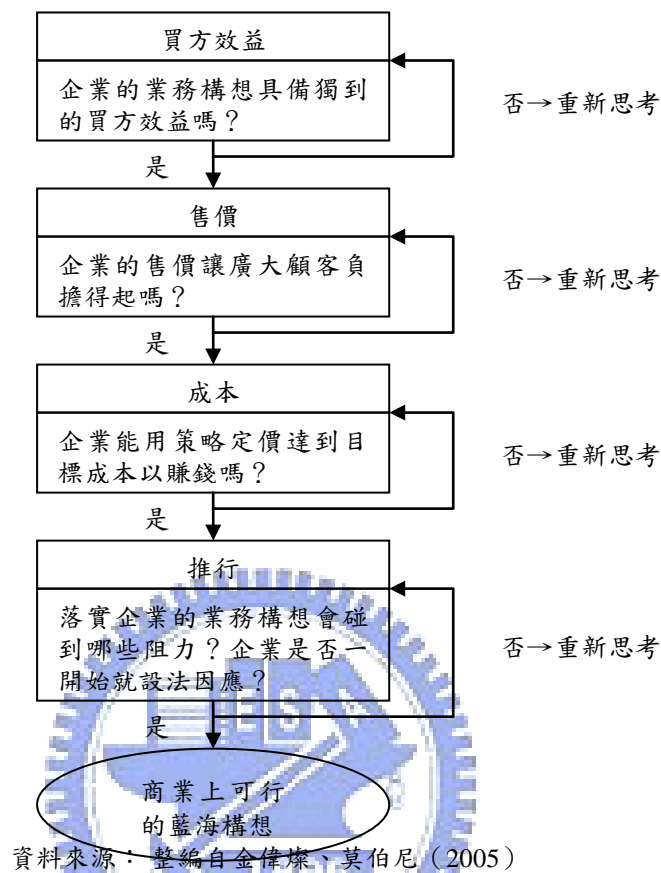 買方效益
企業的業務構想具備獨到
的買方效益嗎？
否→重新思考
是
售價
企業的售價讓廣大顧客負
擔得起嗎？
否→重新思考
是
成本
企業能用策略定價達到目
標成本以賺錢嗎？
否→重新思考
是
推行
落實企業的業務構想會碰
到哪些阻力？企業是否一
開始就設法因應？
否→重新思考
是
商業上可行
的藍海構想
資料來源：整編自金偉燦、莫伯尼（2005）